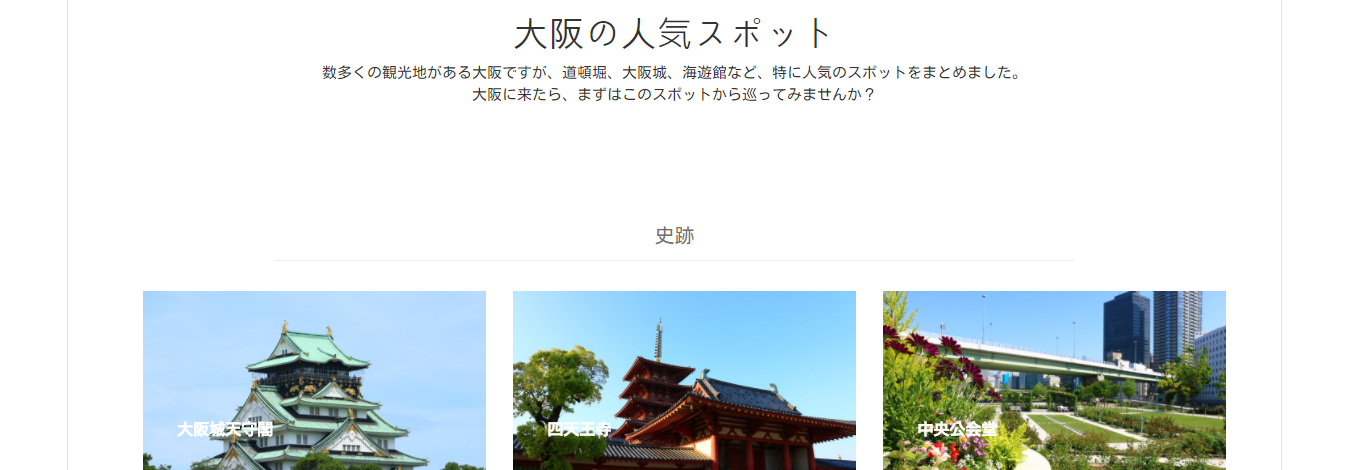 大阪の人気スポット
数多くの観光地がある大阪ですが、道頓堀、大阪城、海遊館など、特に人気のスポットをまとめました。
大阪に来たら、まずはこのスポットから巡ってみませんか？
史跡
大阪城天守閣
四天王寺
中央公会堂